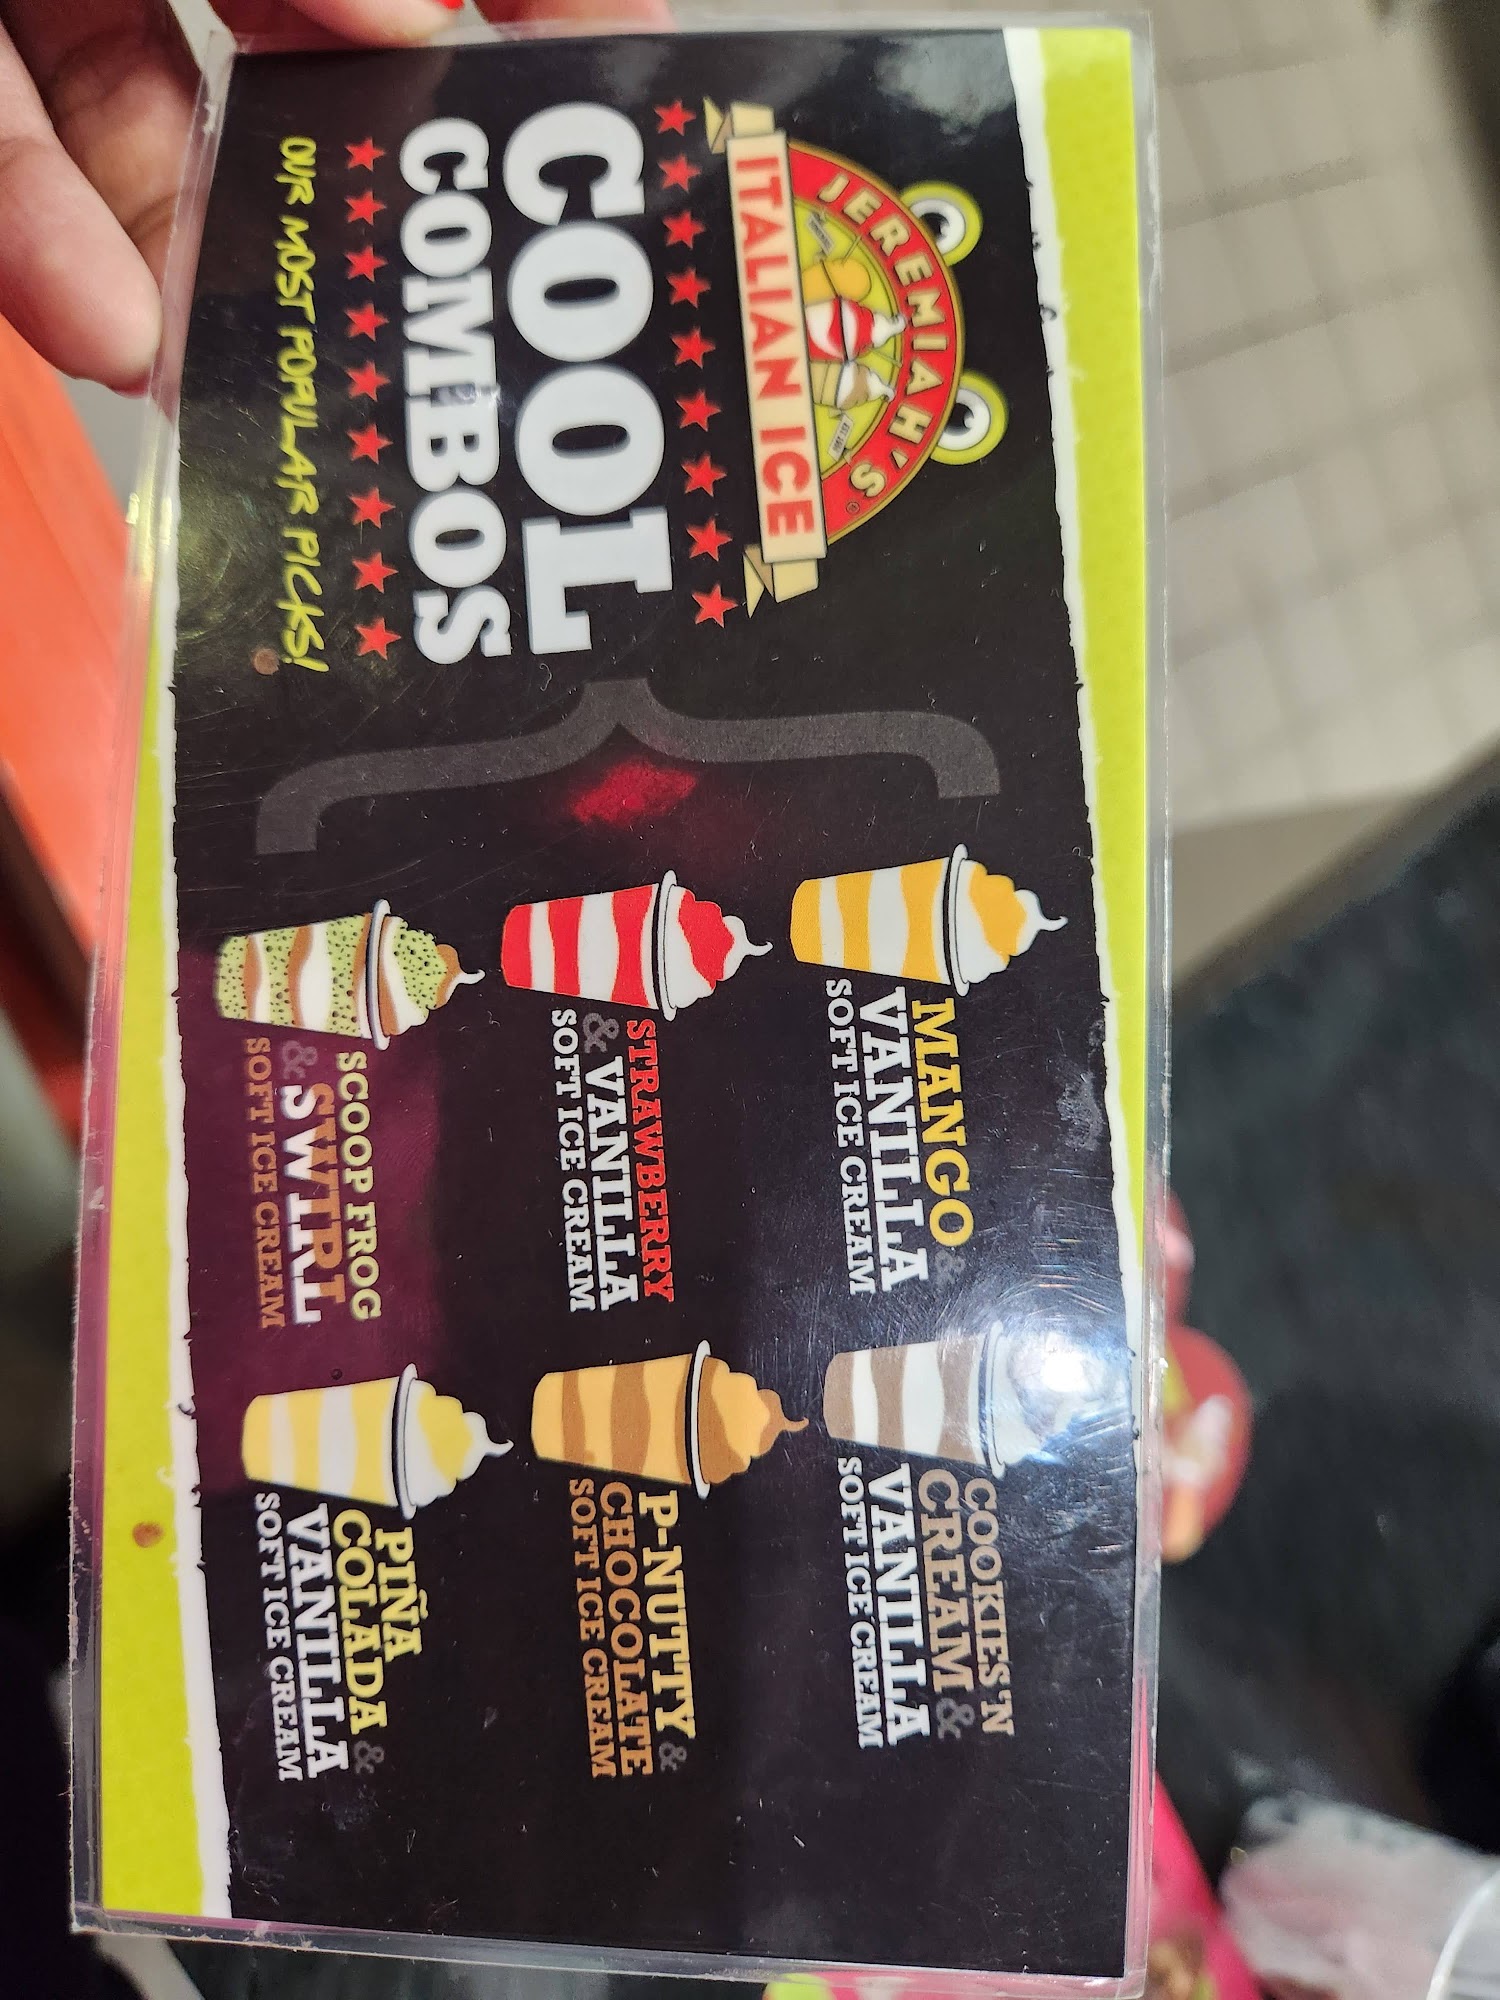 JEREMIAH'S
ITALIAN ICE
COOL
COMBOS
OUR MOST POPULAR PICKS!
MANGO &
VANILLA
SOFT ICE CREAM
STRAWBERRY
& VANILLA
SOFT ICE CREAM
SCOOP FROG
& SWIRL
SOFT ICE CREAM
COOKIES'N
CREAM &
VANILLA
SOFT ICE CREAM
P-NUTTY &
CHOCOLATE
SOFT ICE CREAM
PIÑA
COLADA &
VANILLA
SOFT ICE CREAM